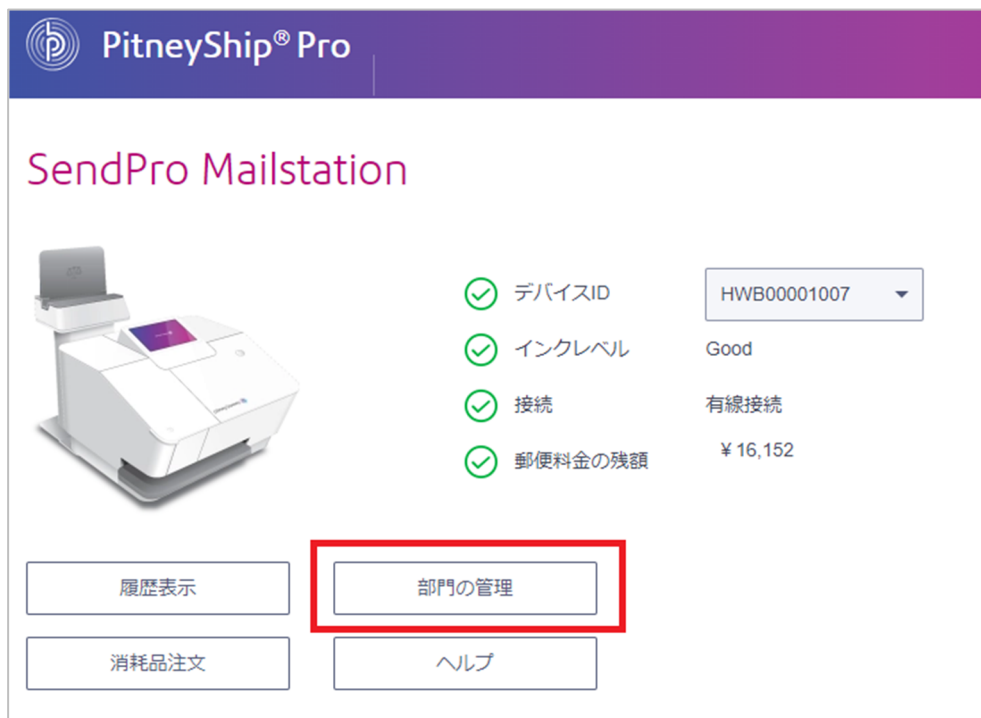 PitneyShip® Pro
SendPro Mailstation
デバイスID
HWB00001007
インクレベル
Good
接続
有線接続
郵便料金の残額
¥16,152
履歴表示
部門の管理
消耗品注文
ヘルプ